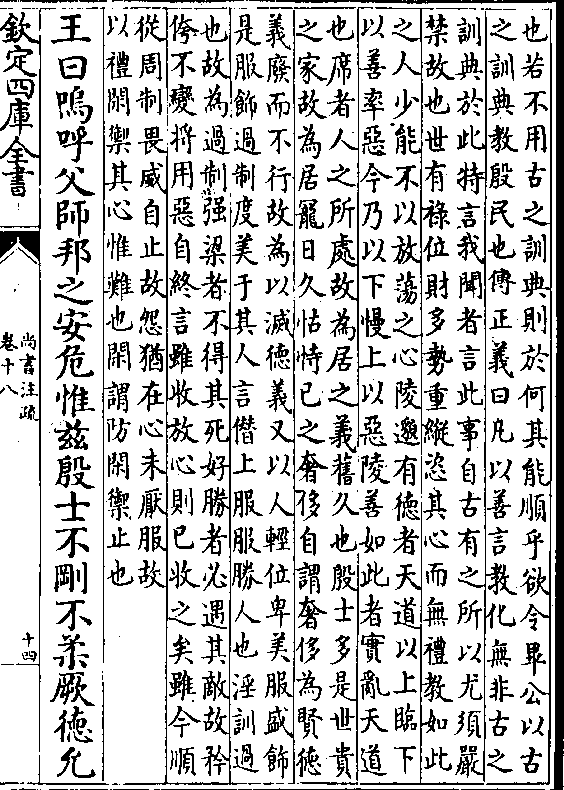 也若不用古之訓典則於何其能順乎欲令畢公以古
之訓典教殷民也傳正義曰凡以善言教化無非古之
訓典於此特言我聞者言此事自古有之所以尤須嚴
禁故也世有祿位財多勢重縱恣其心而無禮教如此
之人少能不以放蕩之心陵邈有德者天道以上臨下
以善率惡今乃以下慢上以惡陵善如此者實亂天道
也席者人之所處故為居之義舊久也殷士多是世貴
之家故為居寵日久怙恃已之奢侈自謂奢侈為賢德
義廢而不行故為以滅德義又以人輕位卑美服盛飾
是服飾過制度美于其人言僭上服服勝人也淫訓過
也故為過制强梁者不得其死好勝者必遇其敵故矜
侉不變將用惡自終言雖收放心則已收之矣雖今順
從周制畏威自止故怨猶在心未厭服故
以禮閑禦其心惟難也閑謂防閑禦止也
王曰嗚呼父師邦之安危惟兹殷士不剛不柔厥德允
欽定四庫全書
尚書注疏
卷十八
十四